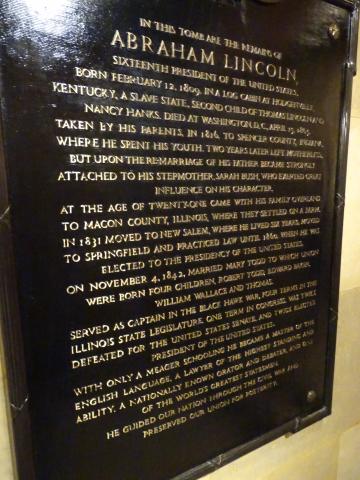 IN THIS TOMB ARE THE REMAINS OF
ABRAHAM LINCOLN
SIXTEENTH PRESIDENT OF THE UNITED STATES.
BORN FEBRUARY 12, 1809, IN A LOG CABIN AT HODGENVILLE,
KENTUCKY, A SLAVE STATE, SECOND CHILD OF THOMAS LINCOLN AND
NANCY HANKS. DIED AT WASHINGTON, D.C., APRIL 15, 1865.
TAKEN BY HIS PARENTS, IN 1816, TO SPENCER COUNTY, INDIANA,
WHERE HE SPENT HIS YOUTH. TWO YEARS LATER LEFT MOTHERLESS,
BUT UPON THE REMARRIAGE OF HIS FATHER BECAME STRONGLY
ATTACHED TO HIS STEPMOTHER, SARAH BUSH, WHO EXERTED GREAT
INFLUENCE ON HIS CHARACTER.
AT THE AGE OF TWENTY-ONE CAME WITH HIS FAMILY OVERLAND
TO MACON COUNTY, ILLINOIS, WHERE THEY SETTLED ON A FARM.
IN 1831 MOVED TO NEW SALEM, WHERE HE LIVED SIX YEARS. MOVED
TO SPRINGFIELD AND PRACTICED LAW UNTIL 1860, WHEN HE WAS
ELECTED TO THE PRESIDENCY OF THE UNITED STATES.
ON NOVEMBER 4, 1842, MARRIED MARY TODD TO WHICH UNION
WERE BORN FOUR CHILDREN, ROBERT TODD, EDWARD BAKER,
WILLIAM WALLACE AND THOMAS.
SERVED AS CAPTAIN IN THE BLACK HAWK WAR, FOUR TERMS IN THE
ILLINOIS STATE LEGISLATURE, ONE TERM IN CONGRESS, WAS TWICE
DEFEATED FOR THE UNITED STATES SENATE, AND TWICE ELECTED
PRESIDENT OF THE UNITED STATES.
WITH ONLY A MEAGER SCHOOLING HE BECAME A MASTER OF THE
ENGLISH LANGUAGE, A LAWYER OF THE HIGHEST STANDING AND
ABILITY, A NATIONALLY KNOWN ORATOR AND DEBATER, AND ONE
OF THE WORLD'S GREATEST STATESMEN.
HE GUIDED OUR NATION THROUGH THE CIVIL WAR AND
PRESERVED OUR UNION FOR POSTERITY.